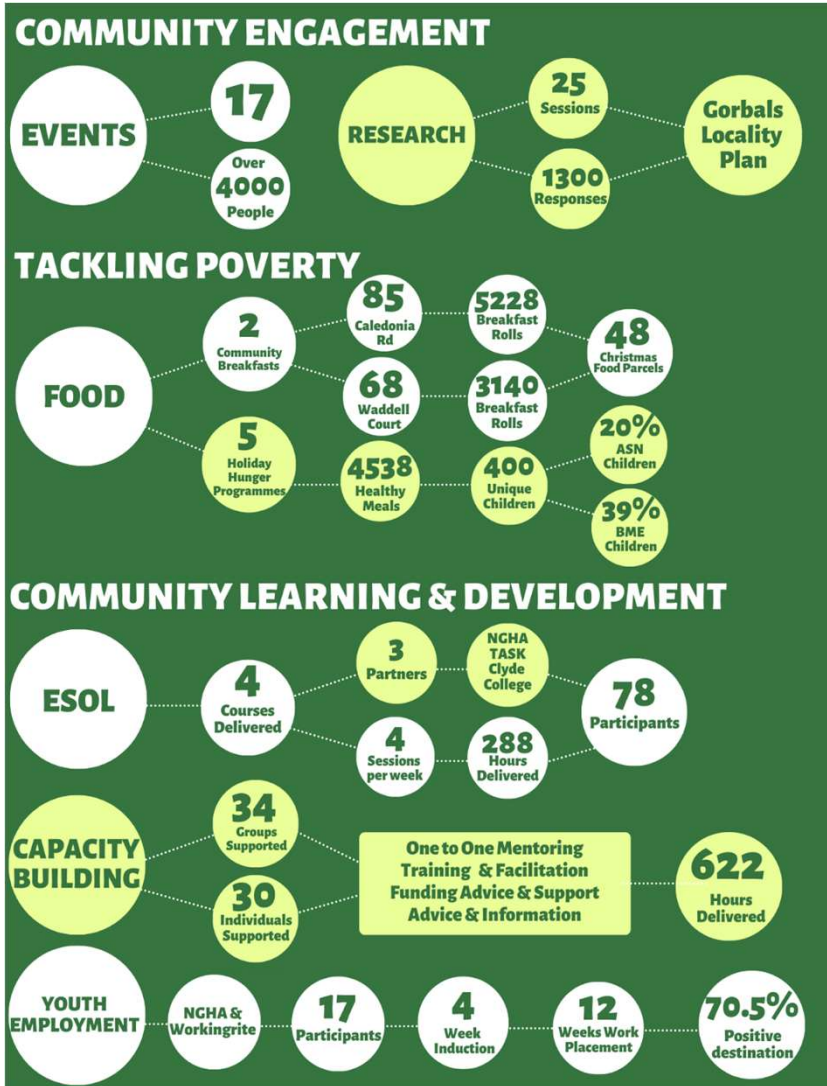 COMMUNITY ENGAGEMENT
EVENTS
17
Over
4000
People
RESEARCH
25
Sessions
1300
Responses
Gorbals
Locality
Plan
TACKLING POVERTY
FOOD
2
Community
Breakfasts
85
Caledonia
Rd
5228
Breakfast
Rolls
68
Waddell
Court
3140
Breakfast
Rolls
48
Christmas
Food Parcels
5
Holiday
Hunger
Programmes
4538
Healthy
Meals
400
Unique
Children
20%
ASN
Children
39%
BME
Children
COMMUNITY LEARNING & DEVELOPMENT
ESOL
4
Courses
Delivered
3
Partners
NGHA
TASK
Clyde
College
4
Sessions
per week
288
Hours
Delivered
78
Participants
CAPACITY
BUILDING
34
Groups
Supported
30
Individuals
Supported
One to One Mentoring
Training & Facilitation
Funding Advice & Support
Advice & Information
622
Hours
Delivered
YOUTH
EMPLOYMENT
NGHA &
Workingrite
17
Participants
4
Week
Induction
12
Weeks Work
Placement
70.5%
Positive
destination